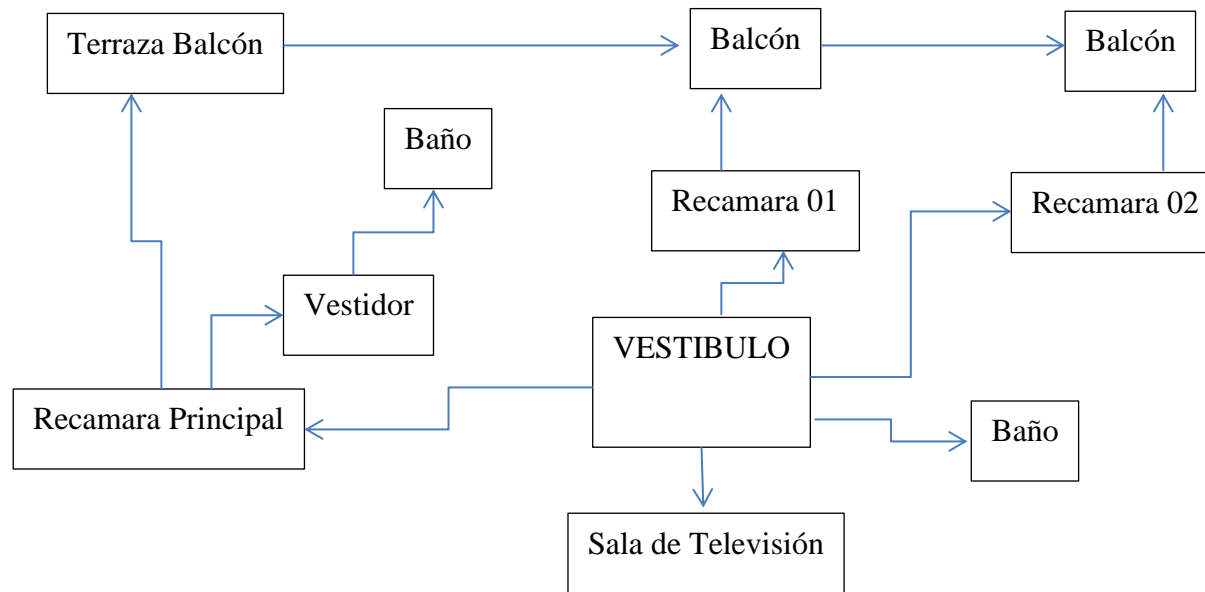 Terraza Balcón
Balcón
Balcón
Baño
Recamara 01
Recamara 02
Vestidor
VESTIBULO
Recamara Principal
Baño
Sala de Televisión